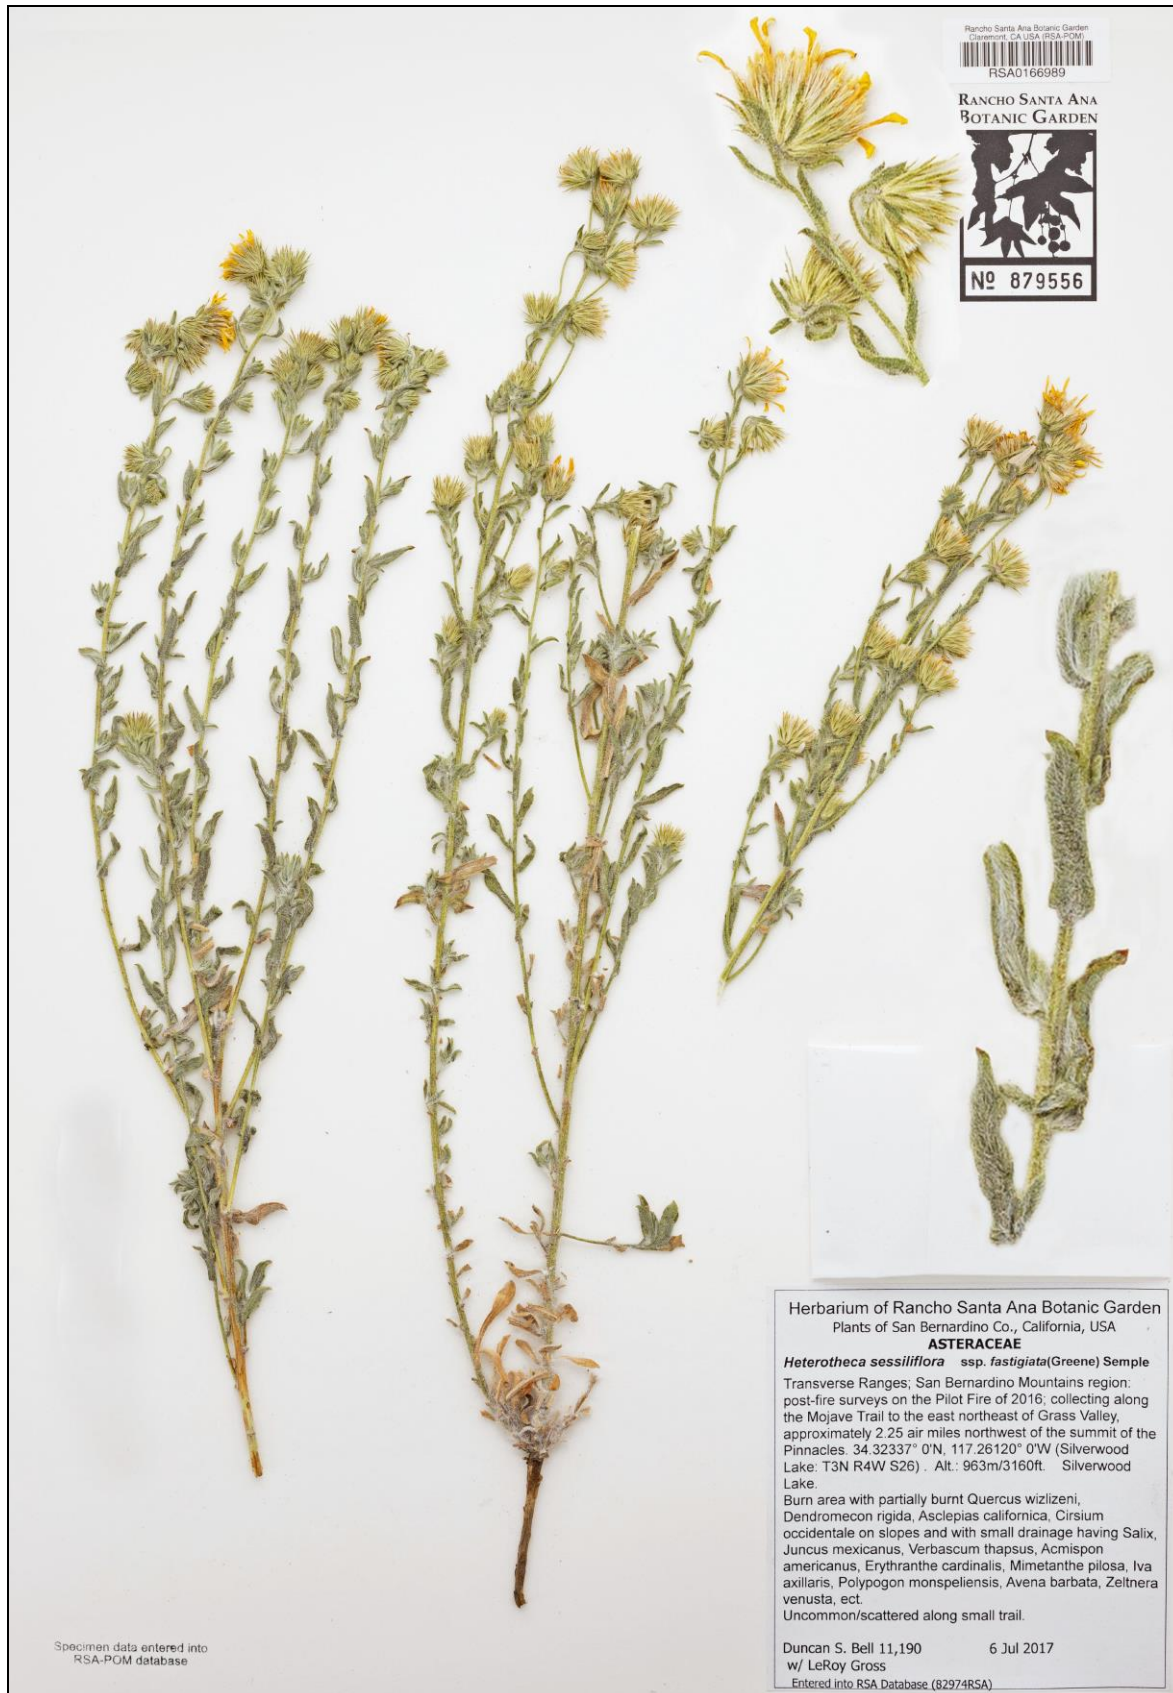 Rancho Santa Ana Botanic Garden
Claremont, CA USA (RSA-POM)
RSA0166989
RANCHO SANTA ANA
BOTANIC GARDEN
No 879556
Herbarium of Rancho Santa Ana Botanic Garden
Plants of San Bernardino Co., California, USA
ASTERACEAE
Heterotheca sessiliflora ssp. fastigiata(Greene) Semple
Transverse Ranges; San Bernardino Mountains region:
post-fire surveys on the Pilot Fire of 2016; collecting along
the Mojave Trail to the east northeast of Grass Valley,
approximately 2.25 air miles northwest of the summit of the
Pinnacles. 34.32337° 0'N, 117.26120° 0'W (Silverwood
Lake: T3N R4W S26) . Alt.: 963m/3160ft. Silverwood
Lake.
Burn area with partially burnt Quercus wizlizeni,
Dendromecon rigida, Asclepias californica, Cirsium
occidentale on slopes and with small drainage having Salix,
Juncus mexicanus, Verbascum thapsus, Acmispon
americanus, Erythranthe cardinalis, Mimetanthe pilosa, Iva
axillaris, Polypogon monspeliensis, Avena barbata, Zeltnera
venusta, ect.
Uncommon/scattered along small trail.
Duncan S. Bell 11,190 6 Jul 2017
w/ LeRoy Gross
Entered into RSA Database (82974RSA)
Specimen data entered into
RSA-POM database